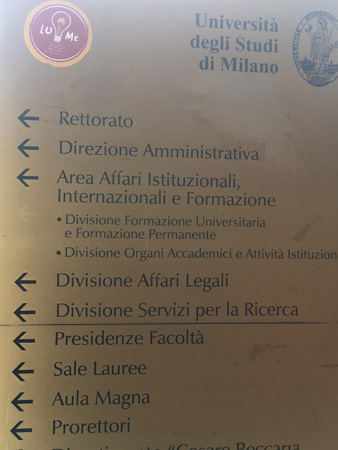 LU Me
Università
degli Studi
di Milano
← Rettorato
← Direzione Amministrativa
← Area Affari Istituzionali,
Internazionali e Formazione
• Divisione Formazione Universitaria
e Formazione Permanente
• Divisione Organi Accademici e Attività Istituzion
← Divisione Affari Legali
← Divisione Servizi per la Ricerca
← Presidenze Facoltà
← Sale Lauree
← Aula Magna
← Prorettori
"Cesare Beccaria